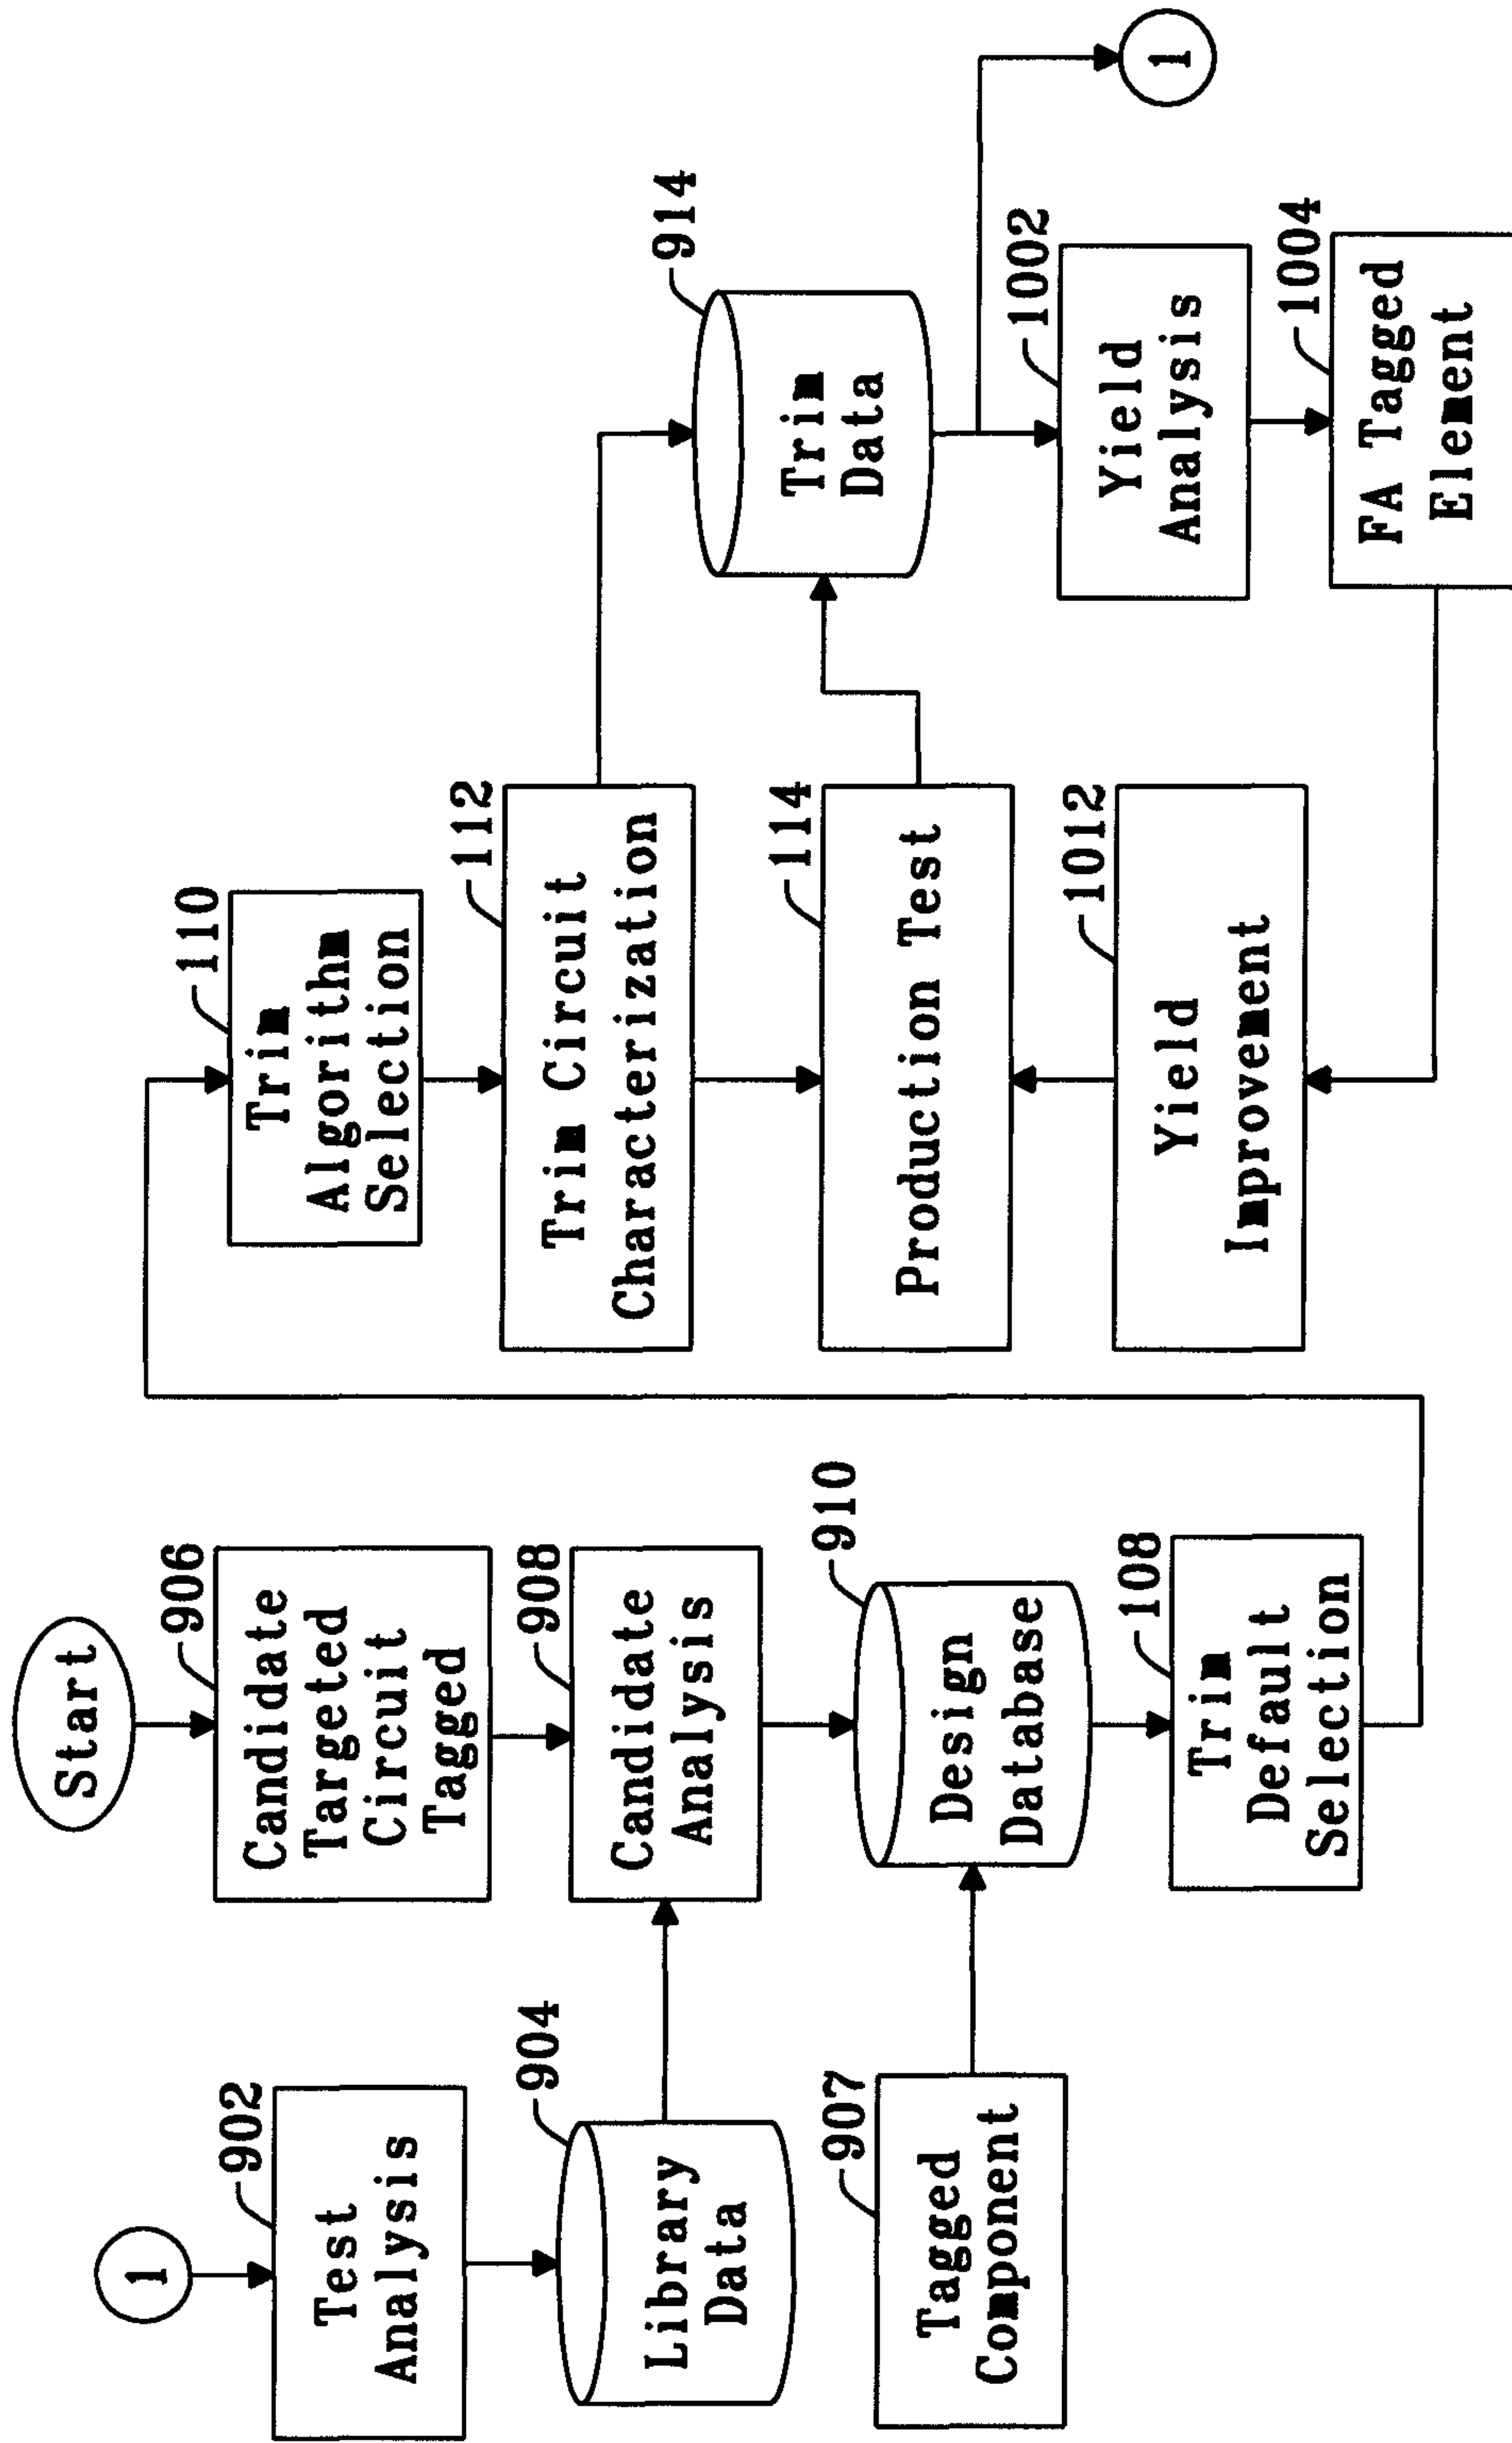 1
902
Test
Analysis
904
Library
Data
907
Tagged
Component
Start
906
Candidate
Targeted
Circuit
Tagged
908
Candidate
Analysis
910
Design
Database
108
Trim
Default
Selection
110
Trim
Algorithm
Selection
112
Trim Circuit
Characterization
114
Production Test
1012
Yield
Improvement
914
Trim
Data
1002
Yield
Analysis
1004
FA Tagged
Element
1